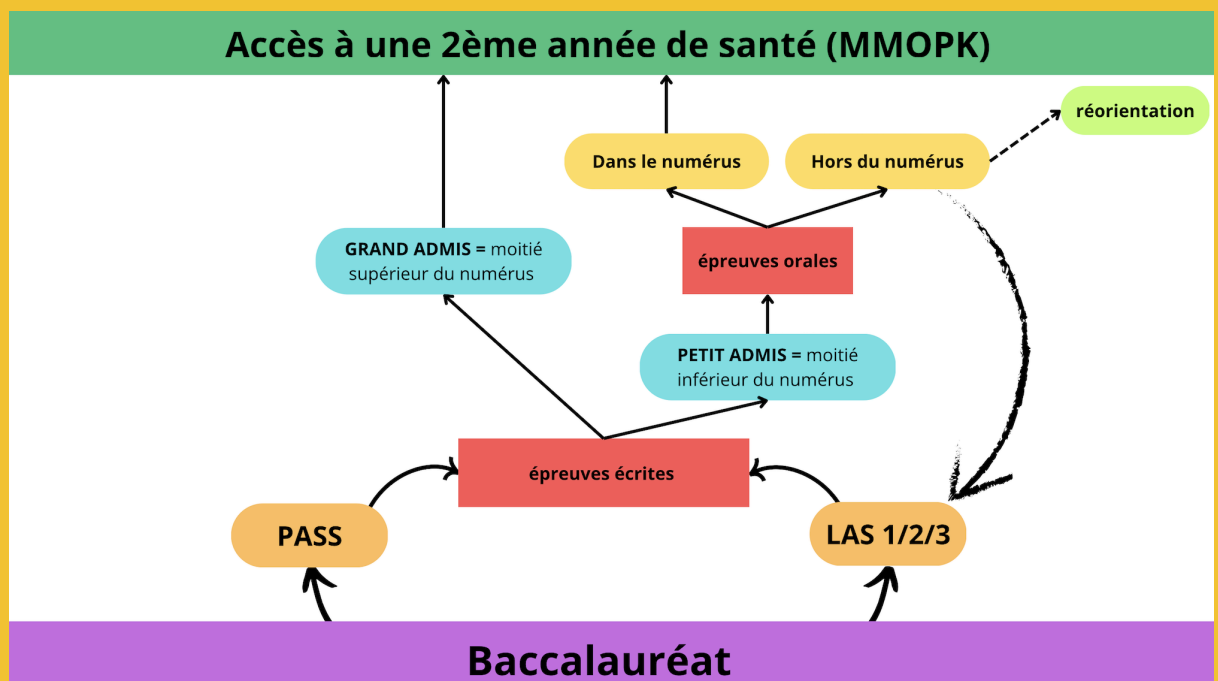 Accès à une 2ème année de santé (MMOPK)
réorientation
Dans le numérus
Hors du numérus
GRAND ADMIS = moitié
supérieur du numérus
épreuves orales
PETIT ADMIS = moitié
inférieur du numérus
épreuves écrites
PASS
LAS 1/2/3
Baccalauréat